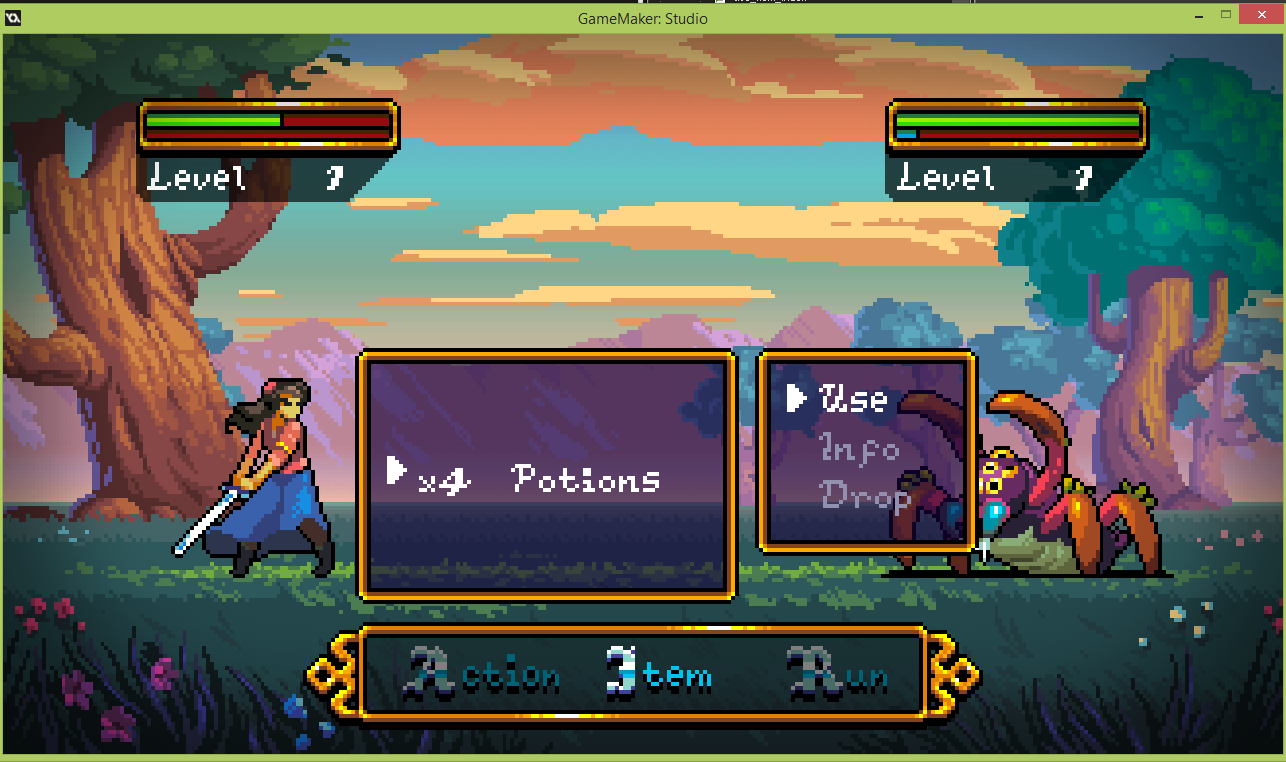 GameMaker: Studio
Level 7
Level 7
Use
x4 Potions
Info
Drop
Action Item Run